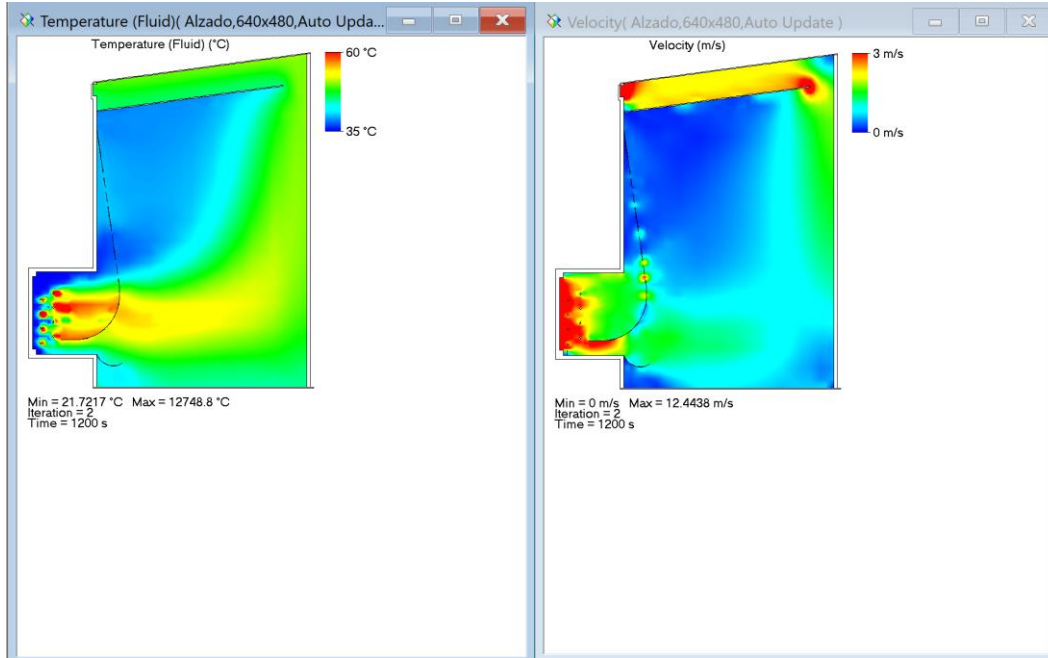 Temperature (Fluid)( Alzado,640x480,Auto Upda...
Temperature (Fluid) (°C)
60 °C
35 °C
Min = 21.7217 °C   Max = 12748.8 °C
Iteration = 2
Time = 1200 s
Velocity( Alzado,640x480,Auto Update )
Velocity (m/s)
3 m/s
0 m/s
Min = 0 m/s   Max = 12.4438 m/s
Iteration = 2
Time = 1200 s